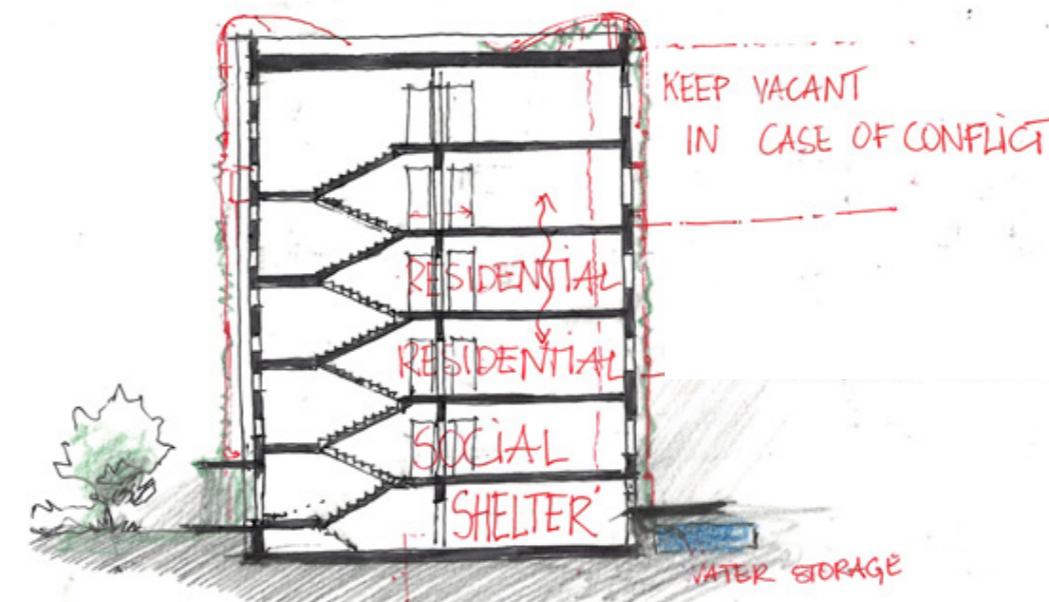 KEEP VACANT
IN CASE OF CONFLICT
RESIDENTIAL
RESIDENTIAL
SOCIAL
SHELTER'
WATER STORAGE